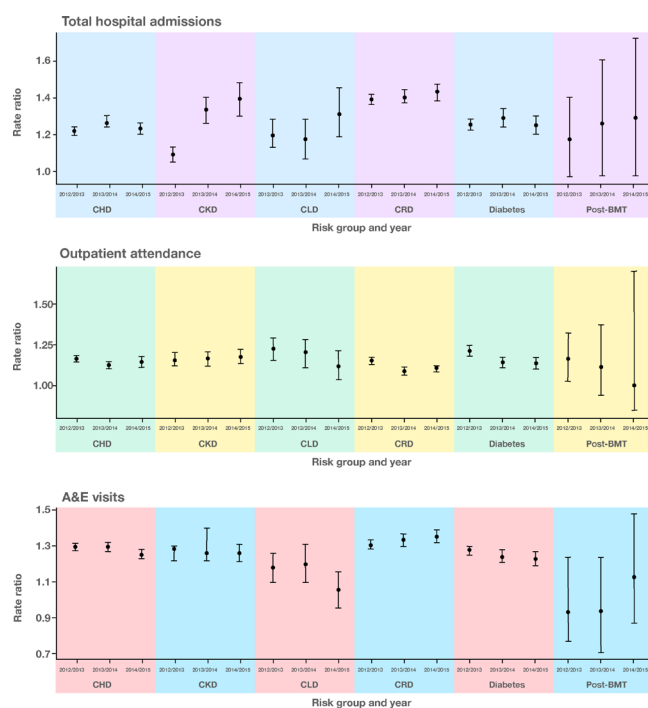 Total hospital admissions
Rate ratio
1.6
1.4
1.2
1.0
2012/2013 2013/2014 2014/2015 2012/2013 2013/2014 2014/2015 2012/2013 2013/2014 2014/2015 2012/2013 2013/2014 2014/2015 2012/2013 2013/2014 2014/2015 2012/2013 2013/2014 2014/2015
CHD CKD CLD CRD Diabetes Post-BMT
Risk group and year
Outpatient attendance
Rate ratio
1.50
1.25
1.00
2012/2013 2013/2014 2014/2015 2012/2013 2013/2014 2014/2015 2012/2013 2013/2014 2014/2015 2012/2013 2013/2014 2014/2015 2012/2013 2013/2014 2014/2015 2012/2013 2013/2014 2014/2015
CHD CKD CLD CRD Diabetes Post-BMT
Risk group and year
A&E visits
Rate ratio
1.5
1.3
1.1
0.9
0.7
2012/2013 2013/2014 2014/2015 2012/2013 2013/2014 2014/2015 2012/2013 2013/2014 2014/2015 2012/2013 2013/2014 2014/2015 2012/2013 2013/2014 2014/2015 2012/2013 2013/2014 2014/2015
CHD CKD CLD CRD Diabetes Post-BMT
Risk group and year